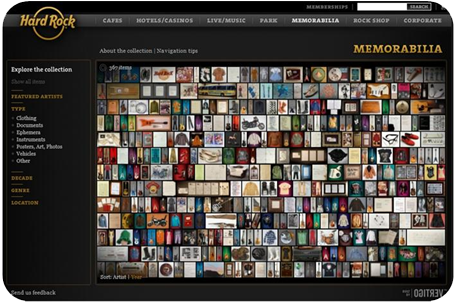 Hard Rock
MEMBERSHIPS | SEARCH
CAFES HOTELS/CASINOS LIVE/MUSIC PARK MEMORABILIA ROCK SHOP CORPORATE
About the collection | Navigation tips
MEMORABILIA
Explore the collection
Show all items
FEATURED ARTISTS
TYPE
Clothing
Documents
Ephemera
Instruments
Posters, Art, Photos
Vehicles
Other
DECADE
GENRE
LOCATION
367 items
Sort: Artist | Year
Send us feedback
VERTIGO